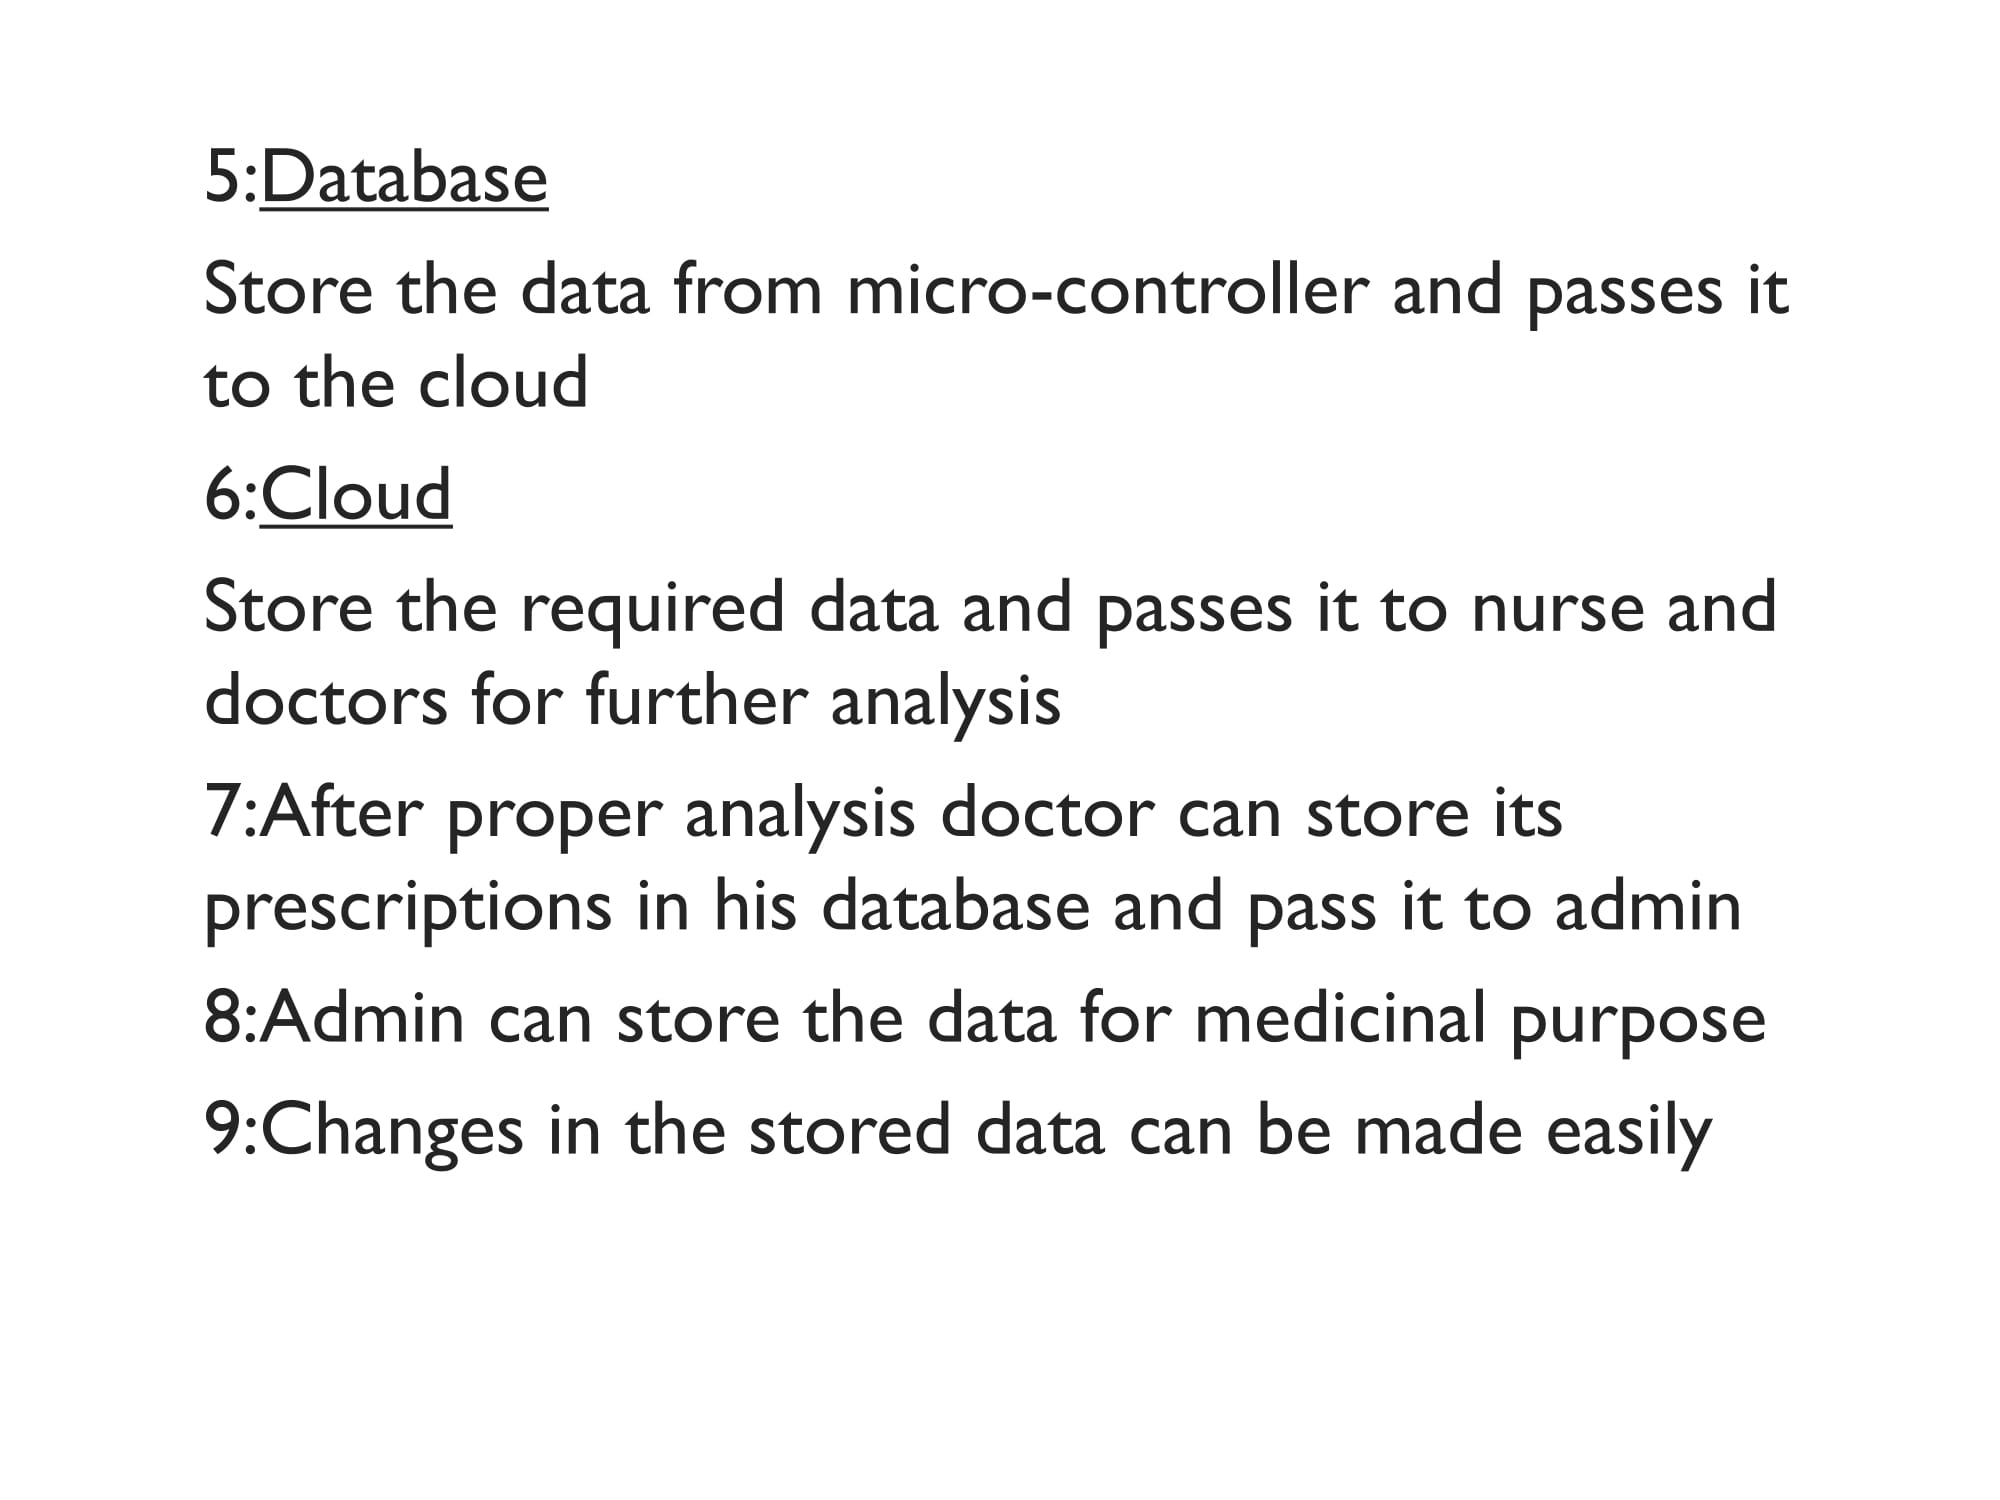 5:Database
Store the data from micro-controller and passes it
to the cloud
6:Cloud
Store the required data and passes it to nurse and
doctors for further analysis
7:After proper analysis doctor can store its
prescriptions in his database and pass it to admin
8:Admin can store the data for medicinal purpose
9:Changes in the stored data can be made easily